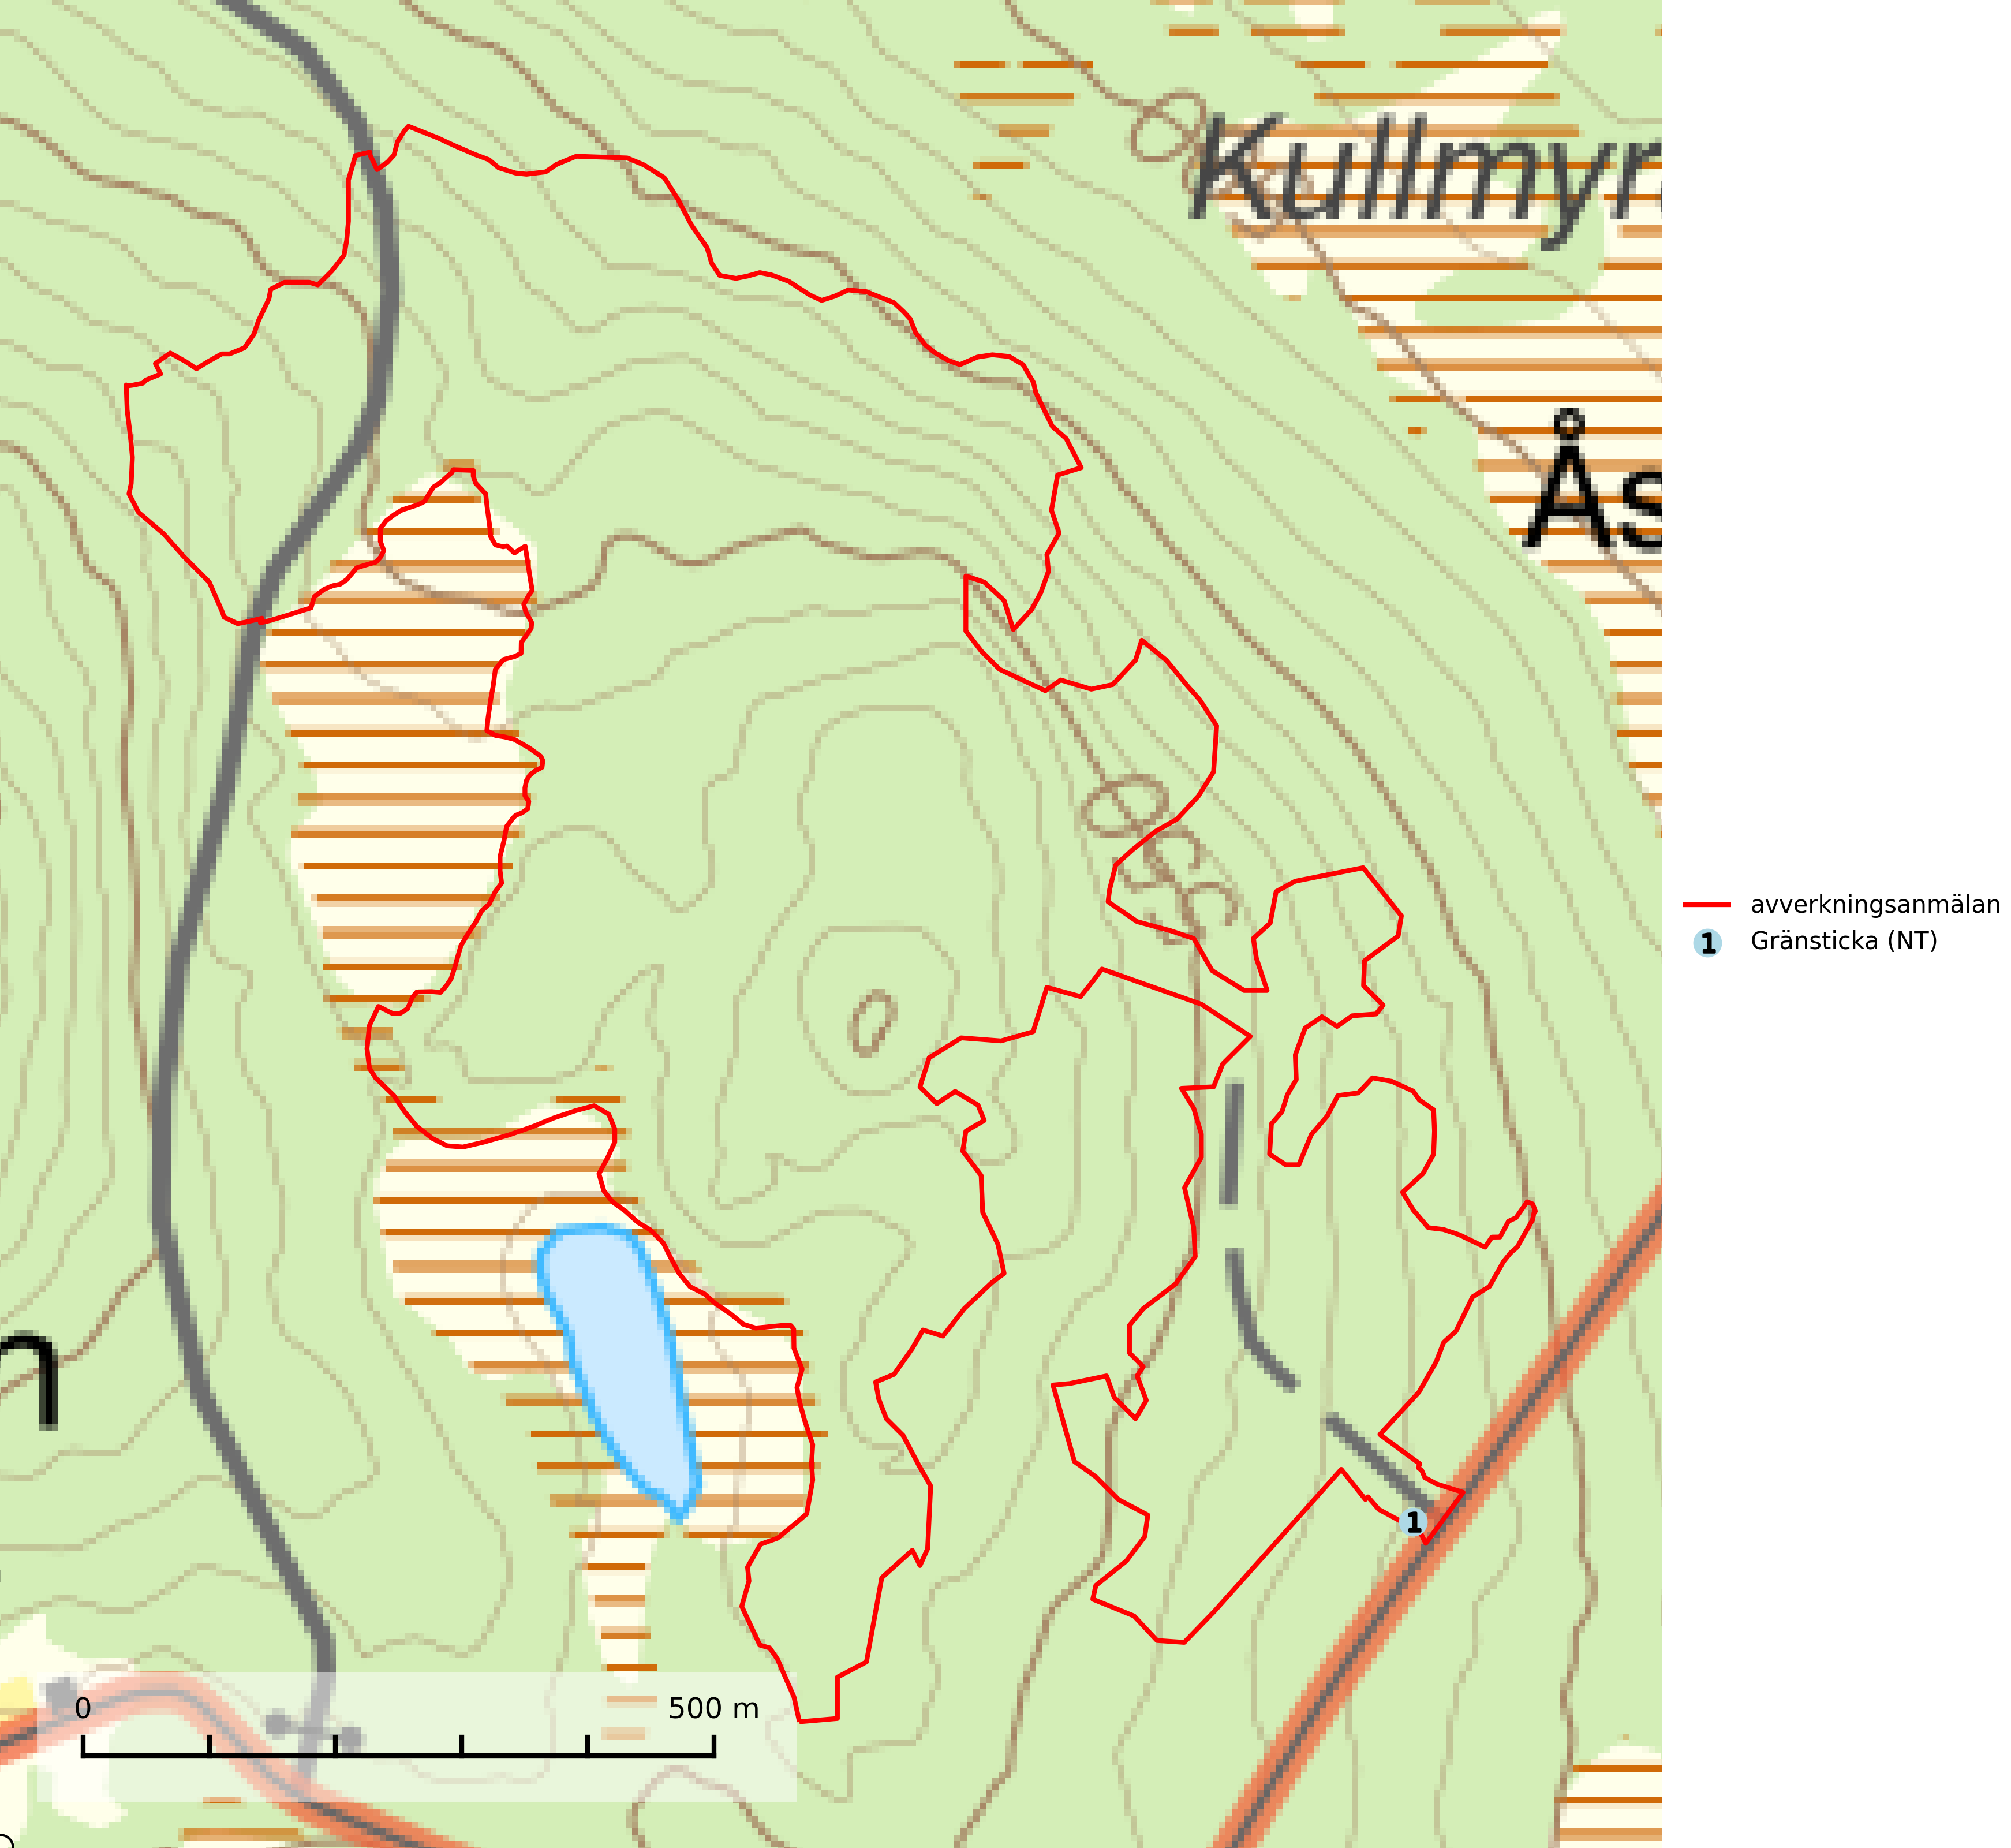 Kullmyr
Ås
avverkningsanmälan
1 Gränsticka (NT)
n
1
0 500 m